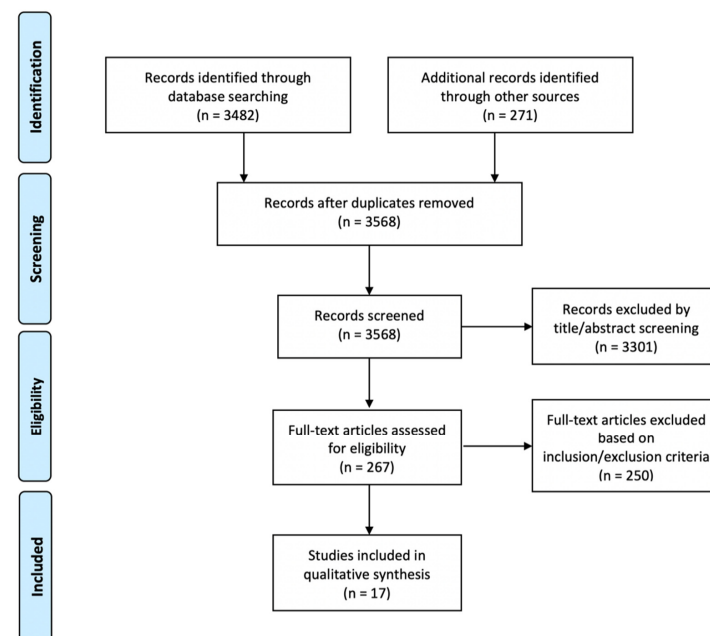 Identification
Records identified through
database searching
(n = 3482)
Additional records identified
through other sources
(n = 271)
Screening
Records after duplicates removed
(n = 3568)
Records screened
(n = 3568)
Records excluded by
title/abstract screening
(n = 3301)
Eligibility
Full-text articles assessed
for eligibility
(n = 267)
Full-text articles excluded
based on
inclusion/exclusion criteria
(n = 250)
Included
Studies included in
qualitative synthesis
(n = 17)